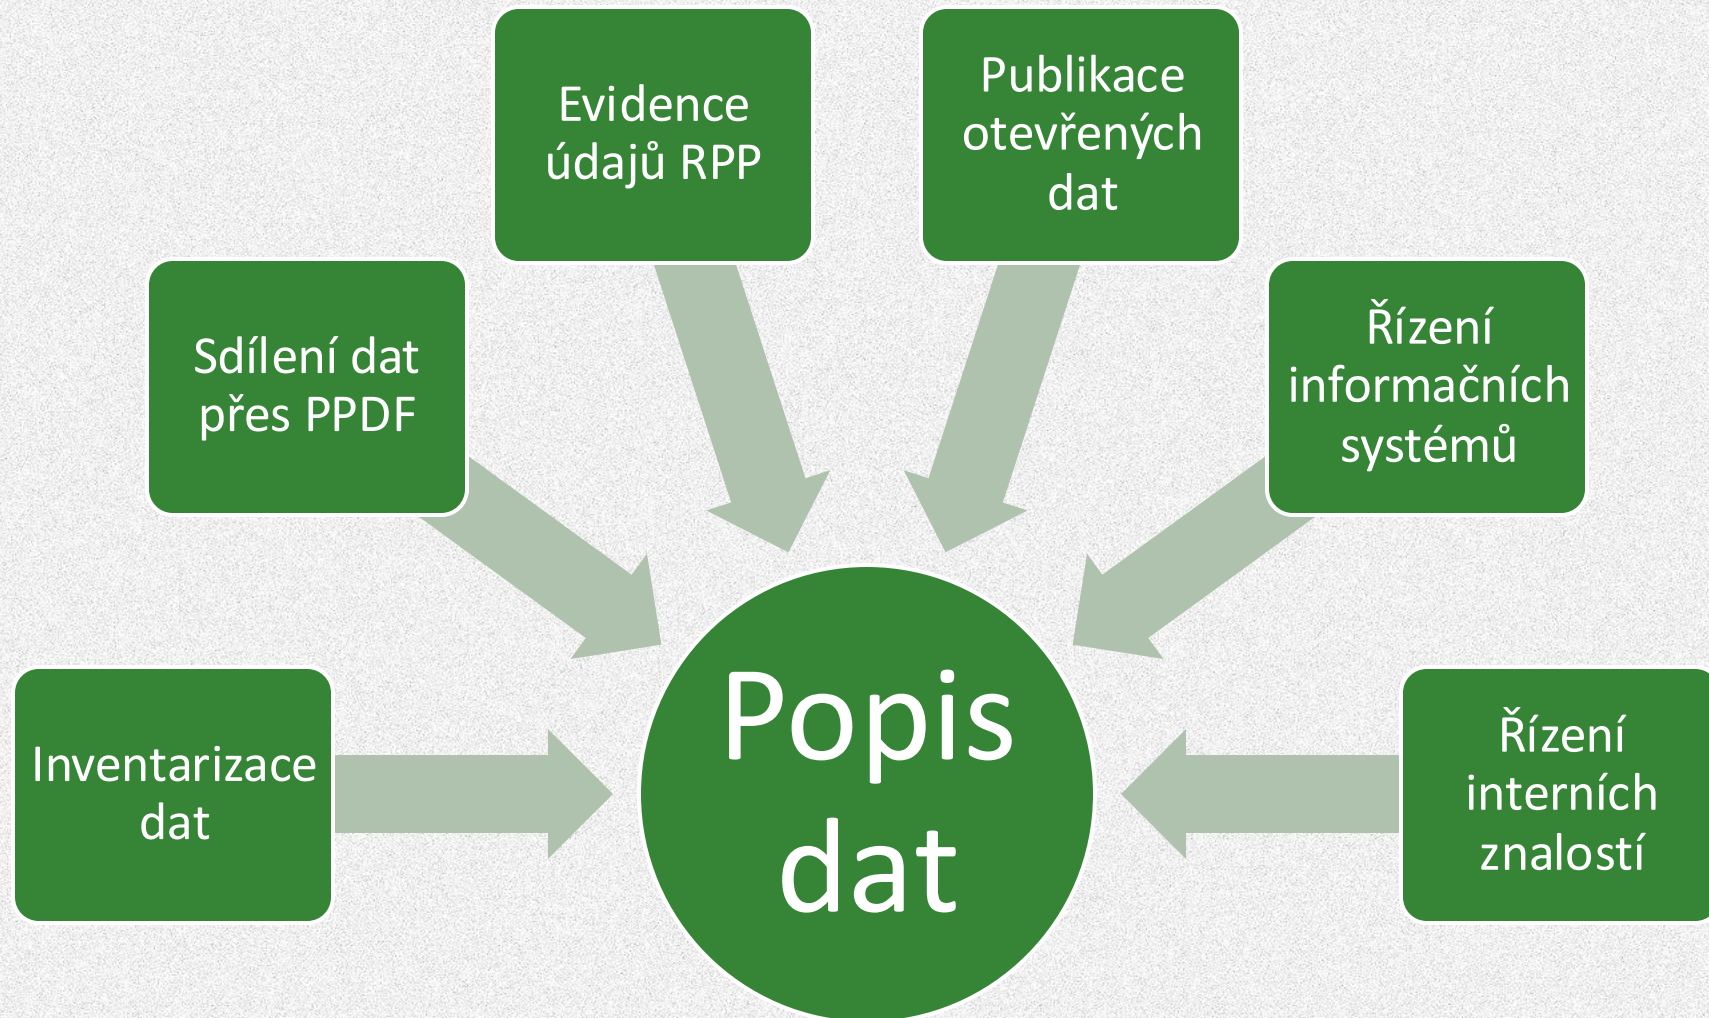 Evidence
údajů RPP
Publikace
otevřených
dat
Sdílení dat
přes PPDF
Řízení
informačních
systémů
Inventarizace
dat
Popis
dat
Řízení
interních
znalostí